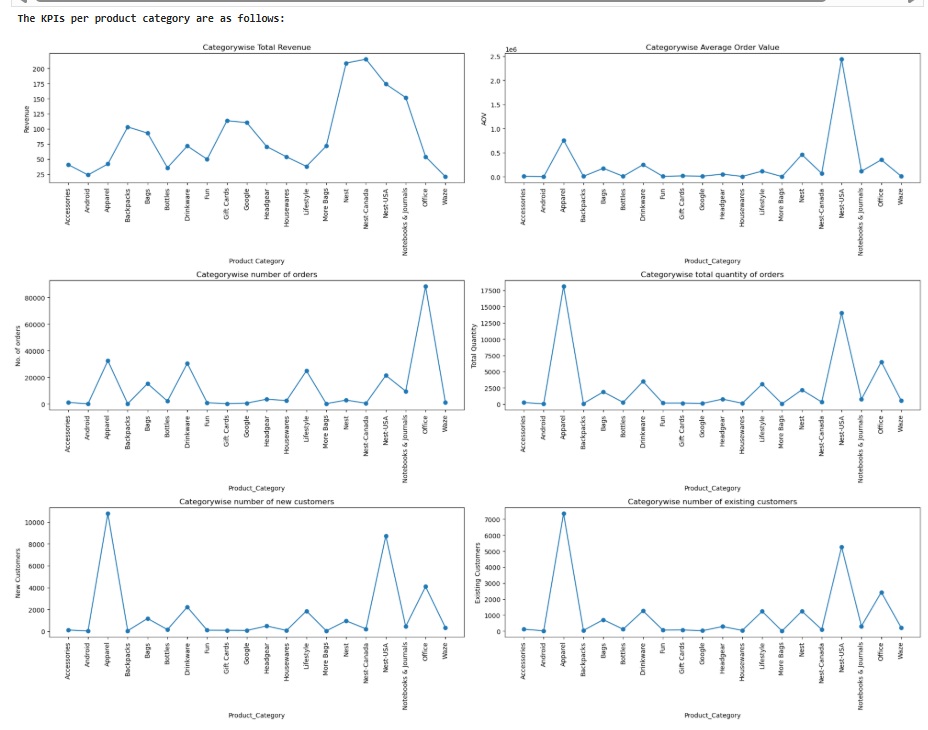 The KPIs per product category are as follows:
Categorywise Total Revenue
Revenue
200
175
150
125
100
75
50
25
Accessories
Android
Apparel
Backpacks
Bags
Bottles
Drinkware
Fun
Gift Cards
Google
Headgear
Housewares
Lifestyle
More Bags
Nest
Nest-Canada
Nest-USA
Notebooks & Journals
Office
Waze
Product Category
Categorywise Average Order Value
1e6
AOV
2.5
2.0
1.5
1.0
0.5
0.0
Accessories
Android
Apparel
Backpacks
Bags
Bottles
Drinkware
Fun
Gift Cards
Google
Headgear
Housewares
Lifestyle
More Bags
Nest
Nest-Canada
Nest-USA
Notebooks & Journals
Office
Waze
Product_Category
Categorywise number of orders
No. of orders
80000
60000
40000
20000
0
Accessories
Android
Apparel
Backpacks
Bags
Bottles
Drinkware
Fun
Gift Cards
Google
Headgear
Housewares
Lifestyle
More Bags
Nest
Nest-Canada
Nest-USA
Notebooks & Journals
Office
Waze
Product_Category
Categorywise total quantity of orders
Total Quantity
17500
15000
12500
10000
7500
5000
2500
0
Accessories
Android
Apparel
Backpacks
Bags
Bottles
Drinkware
Fun
Gift Cards
Google
Headgear
Housewares
Lifestyle
More Bags
Nest
Nest-Canada
Nest-USA
Notebooks & Journals
Office
Waze
Product_Category
Categorywise number of new customers
New Customers
10000
8000
6000
4000
2000
0
Accessories
Android
Apparel
Backpacks
Bags
Bottles
Drinkware
Fun
Gift Cards
Google
Headgear
Housewares
Lifestyle
More Bags
Nest
Nest-Canada
Nest-USA
Notebooks & Journals
Office
Waze
Product_Category
Categorywise number of existing customers
Existing Customers
7000
6000
5000
4000
3000
2000
1000
0
Accessories
Android
Apparel
Backpacks
Bags
Bottles
Drinkware
Fun
Gift Cards
Google
Headgear
Housewares
Lifestyle
More Bags
Nest
Nest-Canada
Nest-USA
Notebooks & Journals
Office
Waze
Product_Category